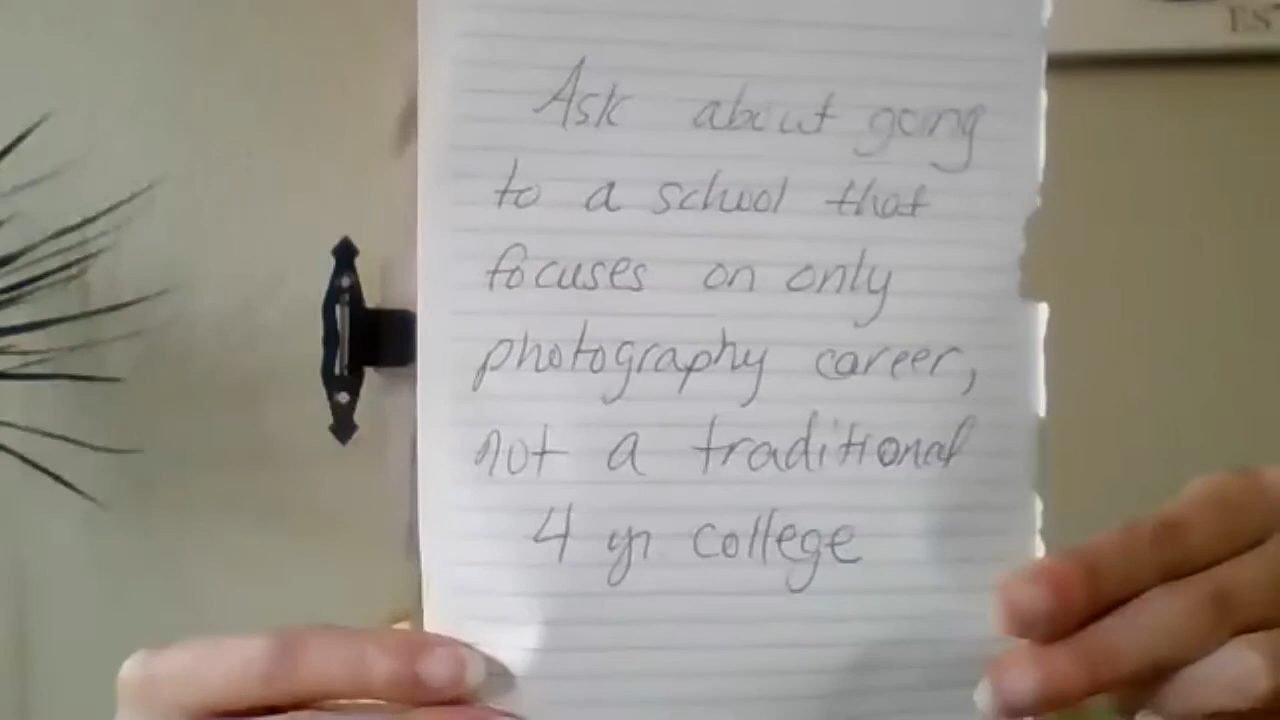 Ask about going
to a school that
focuses on only
photography career,
not a traditional
4 yr college